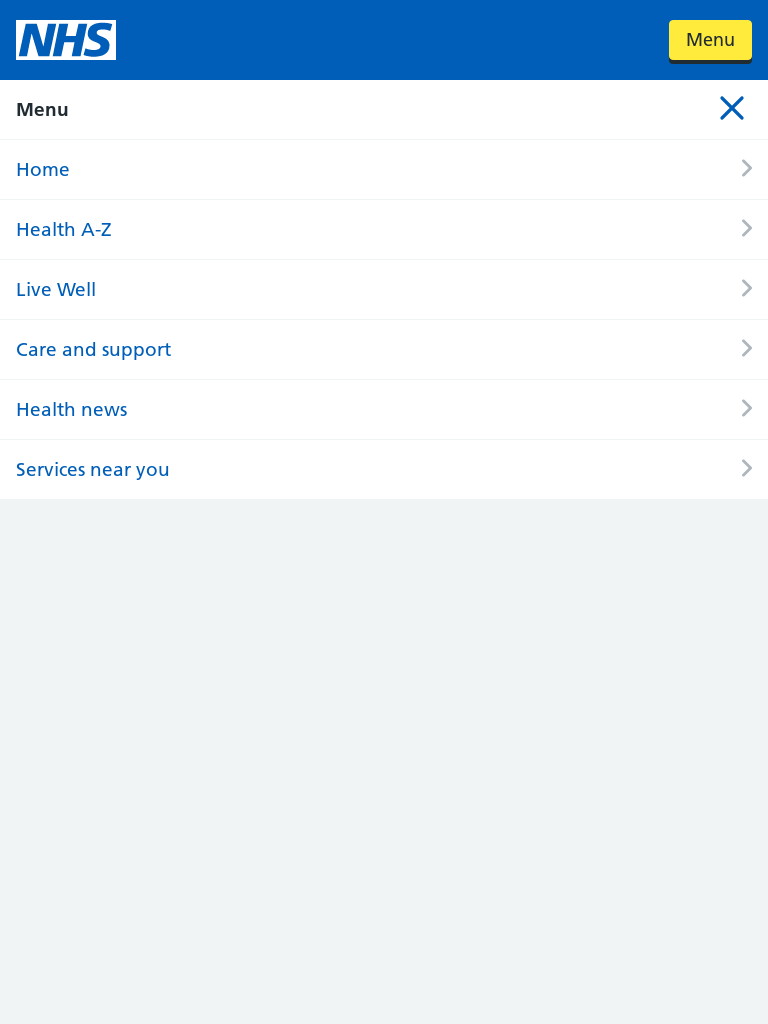 NHS
Menu
Menu
Home
Health A-Z
Live Well
Care and support
Health news
Services near you